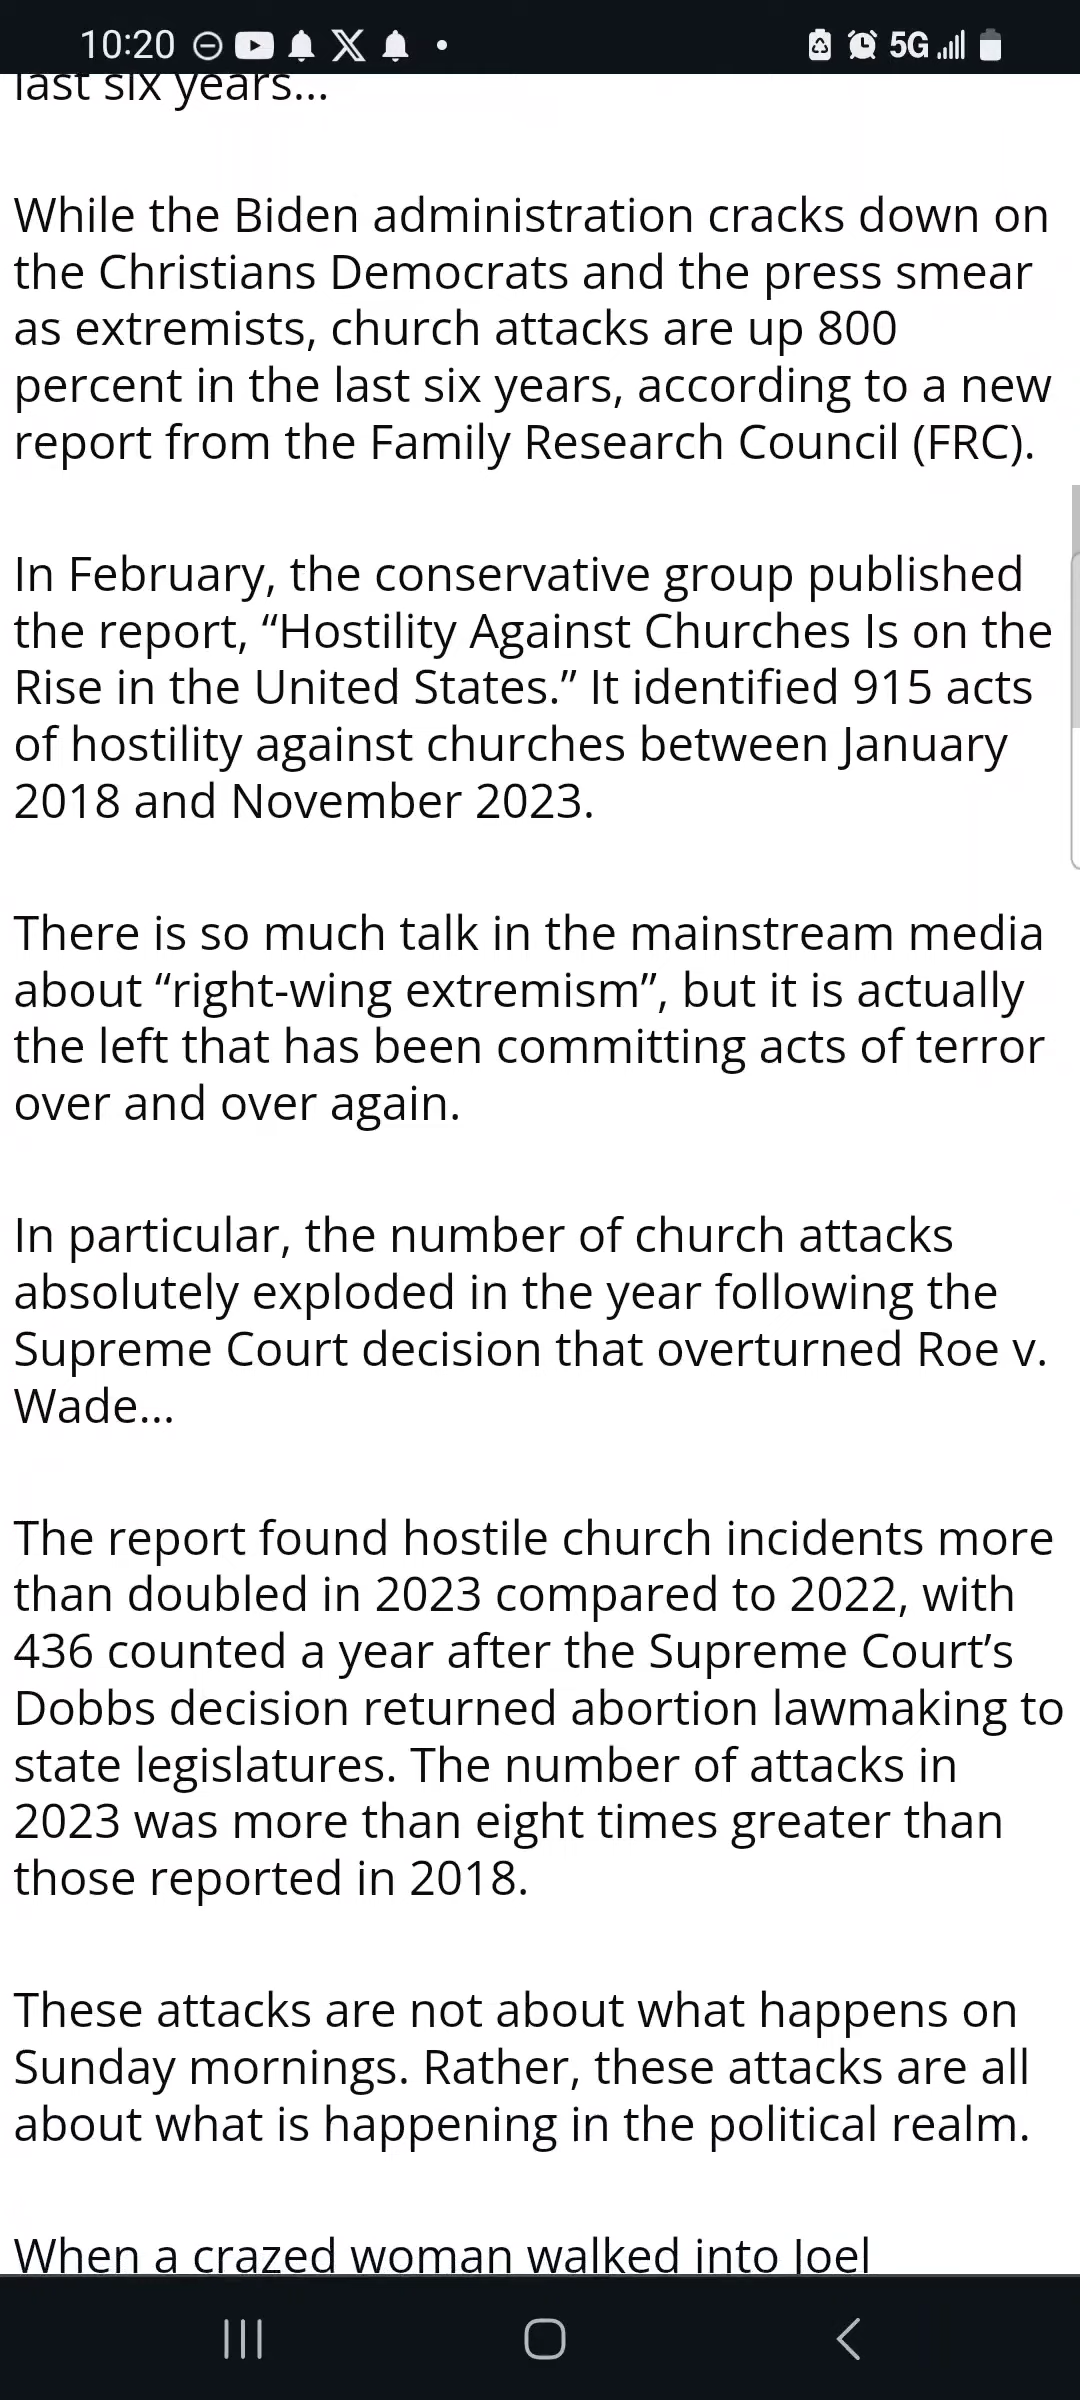 10:20
5G
last six years...
While the Biden administration cracks down on
the Christians Democrats and the press smear
as extremists, church attacks are up 800
percent in the last six years, according to a new
report from the Family Research Council (FRC).
In February, the conservative group published
the report, “Hostility Against Churches Is on the
Rise in the United States.” It identified 915 acts
of hostility against churches between January
2018 and November 2023.
There is so much talk in the mainstream media
about “right-wing extremism”, but it is actually
the left that has been committing acts of terror
over and over again.
In particular, the number of church attacks
absolutely exploded in the year following the
Supreme Court decision that overturned Roe v.
Wade...
The report found hostile church incidents more
than doubled in 2023 compared to 2022, with
436 counted a year after the Supreme Court’s
Dobbs decision returned abortion lawmaking to
state legislatures. The number of attacks in
2023 was more than eight times greater than
those reported in 2018.
These attacks are not about what happens on
Sunday mornings. Rather, these attacks are all
about what is happening in the political realm.
When a crazed woman walked into Joel